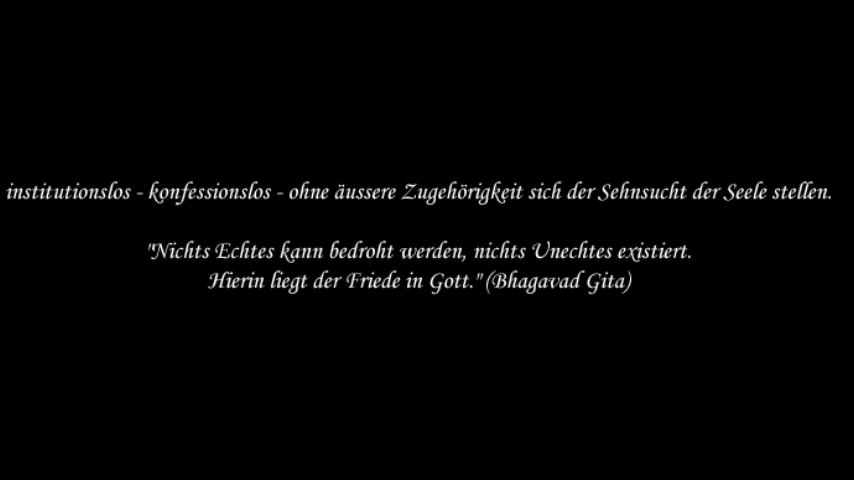 institutionslos - konfessionslos - ohne äussere Zugehörigkeit sich der Sehnsucht der Seele stellen.
"Nichts Echtes kann bedroht werden, nichts Unechtes existiert.
Hierin liegt der Friede in Gott." (Bhagavad Gita)